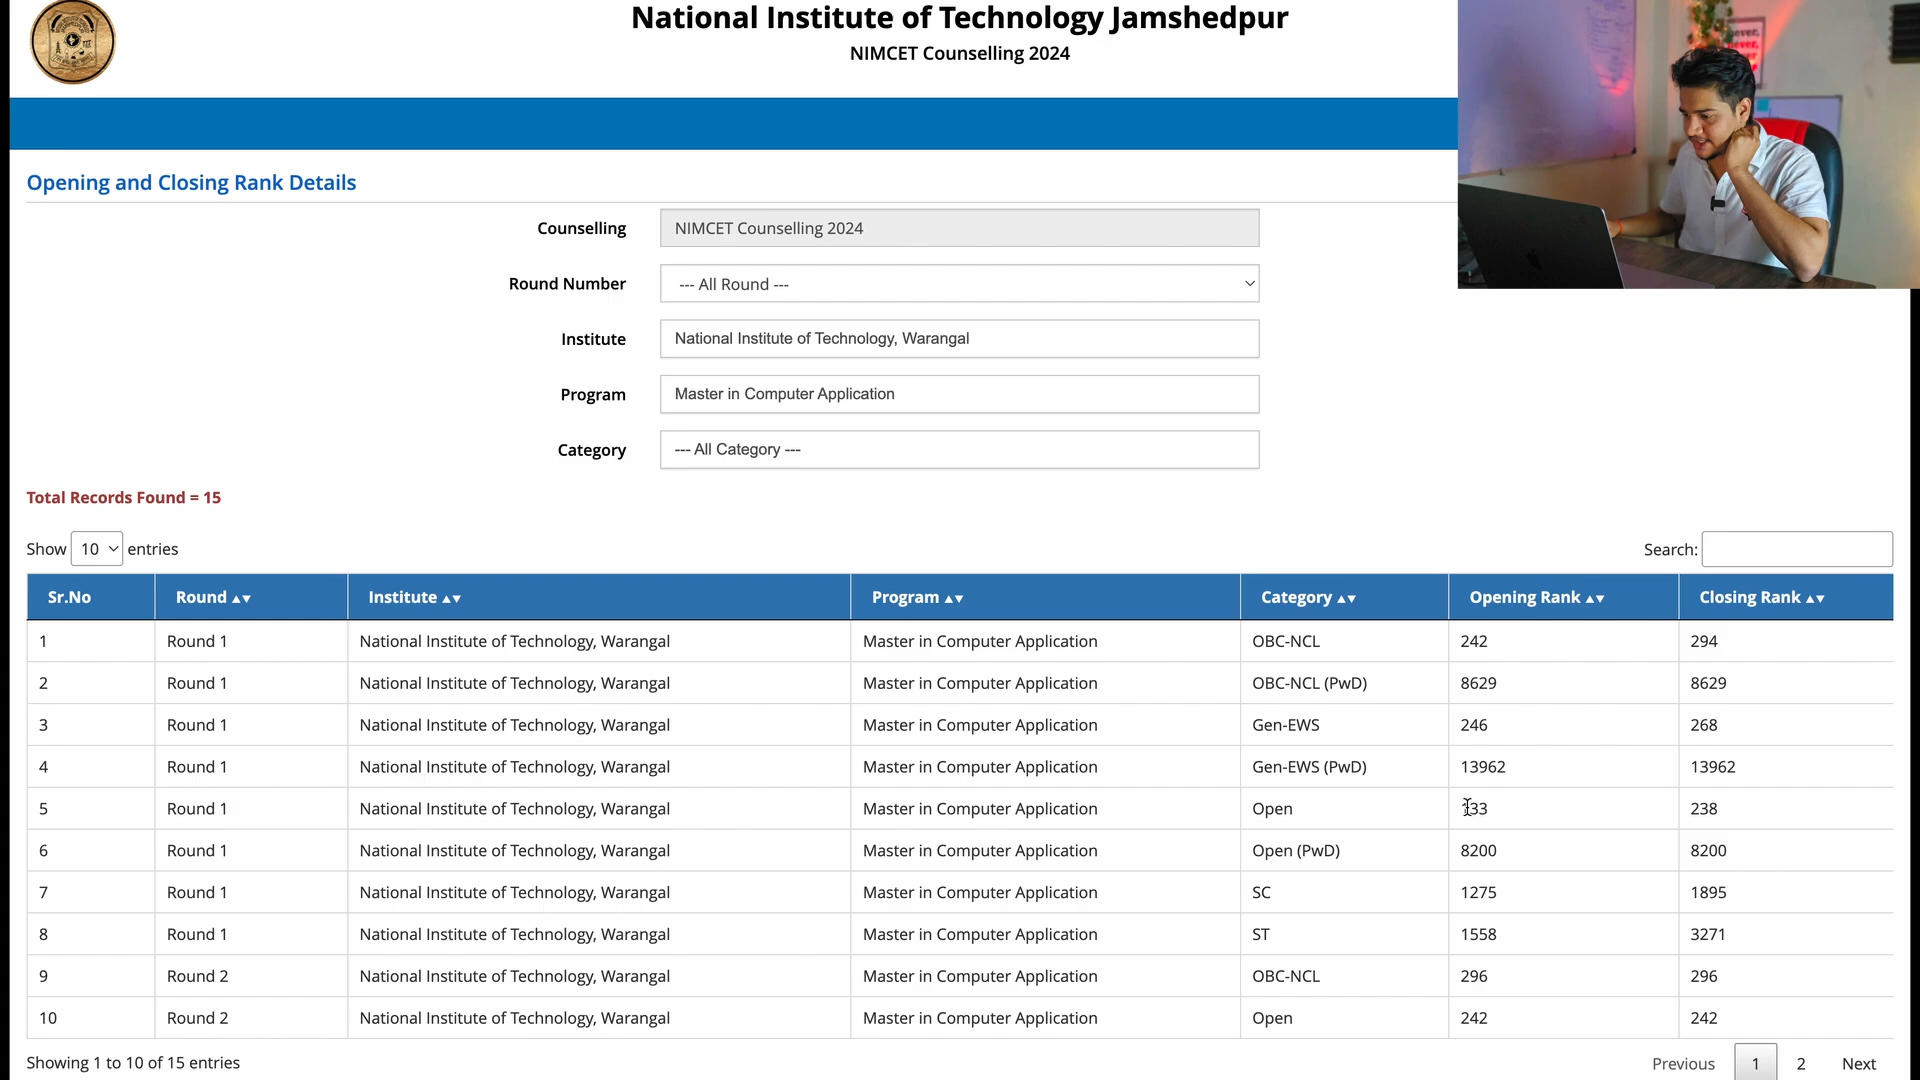 National Institute of Technology Jamshedpur
NIMCET Counselling 2024
never,
never,
never.
Opening and Closing Rank Details
Counselling NIMCET Counselling 2024
Round Number --- All Round ---
Institute National Institute of Technology, Warangal
Program Master in Computer Application
Category --- All Category ---
Total Records Found = 15
Show 10 entries Search:
Sr.No Round Institute Program Category Opening Rank Closing Rank
1 Round 1 National Institute of Technology, Warangal Master in Computer Application OBC-NCL 242 294
2 Round 1 National Institute of Technology, Warangal Master in Computer Application OBC-NCL (PwD) 8629 8629
3 Round 1 National Institute of Technology, Warangal Master in Computer Application Gen-EWS 246 268
4 Round 1 National Institute of Technology, Warangal Master in Computer Application Gen-EWS (PwD) 13962 13962
5 Round 1 National Institute of Technology, Warangal Master in Computer Application Open 238
6 Round 1 National Institute of Technology, Warangal Master in Computer Application Open (PwD) 8200 8200
7 Round 1 National Institute of Technology, Warangal Master in Computer Application SC 1275 1895
8 Round 1 National Institute of Technology, Warangal Master in Computer Application ST 1558 3271
9 Round 2 National Institute of Technology, Warangal Master in Computer Application OBC-NCL 296 296
10 Round 2 National Institute of Technology, Warangal Master in Computer Application Open 242 242
Showing 1 to 10 of 15 entries Previous 1 2 Next